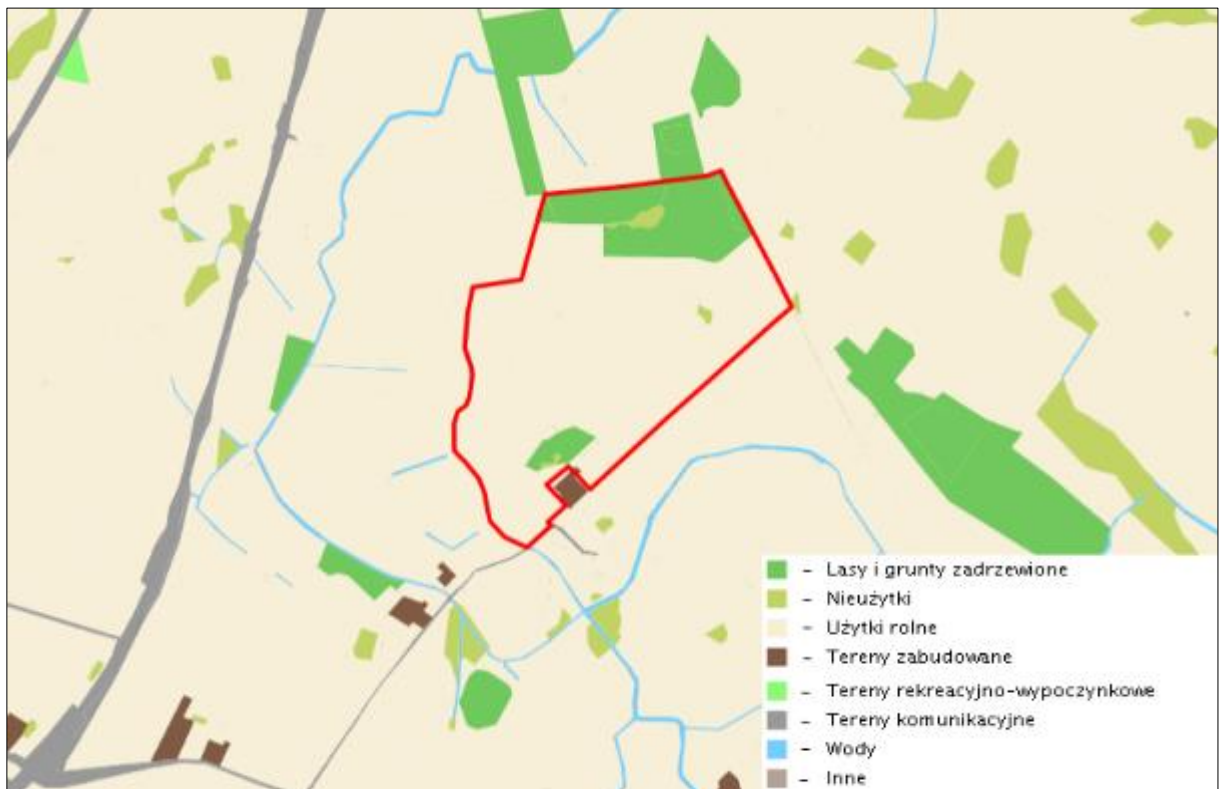 - Lasy i grunty zadrzewione
- Nieużytki
- Użytki rolne
- Tereny zabudowane
- Tereny rekreacyjno-wypoczynkowe
- Tereny komunikacyjne
- Wody
- Inne